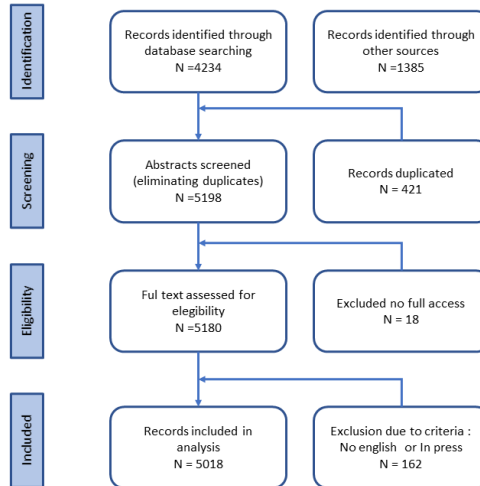 Identification
Records identified through
database searching
N =4234
Records identified through
other sources
N =1385
Screening
Abstracts screened
(eliminating duplicates)
N =5198
Records duplicated
N = 421
Eligibility
Ful text assessed for
elegibility
N =5180
Excluded no full access
N = 18
Included
Records included in
analysis
N = 5018
Exclusion due to criteria :
No english or In press
N = 162